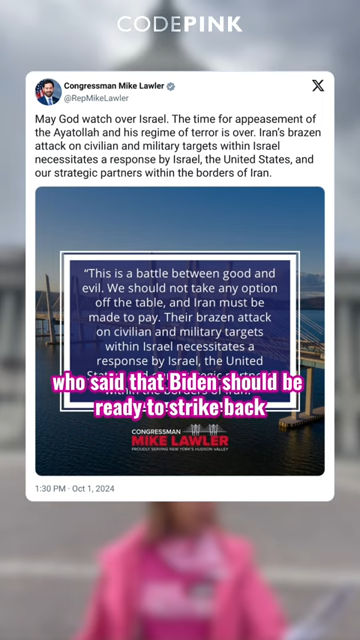 CODEPINK
Congressman Mike Lawler
@RepMikeLawler
X
May God watch over Israel. The time for appeasement of
the Ayatollah and his regime of terror is over. Iran's brazen
attack on civilian and military targets within Israel
necessitates a response by Israel, the United States, and
our strategic partners within the borders of Iran.
“This is a battle between good and
evil. We should not take any option
off the table, and Iran must be
made to pay. Their brazen attack
on civilian and military targets
within Israel necessitates a
response by Israel, the United
who said that Biden should be
ready to strike back
CONGRESSMAN
MIKE LAWLER
PROUDLY SERVING NEW YORK'S HUDSON VALLEY
1:30 PM · Oct 1, 2024